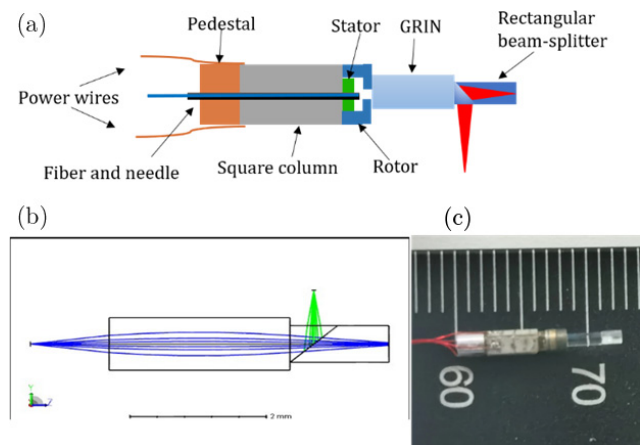 (a)
Pedestal
Stator
GRIN
Rectangular
beam-splitter
Power wires
Fiber and needle
Square column
Rotor
(b)
(c)
Y
Z
2 mm
60
70